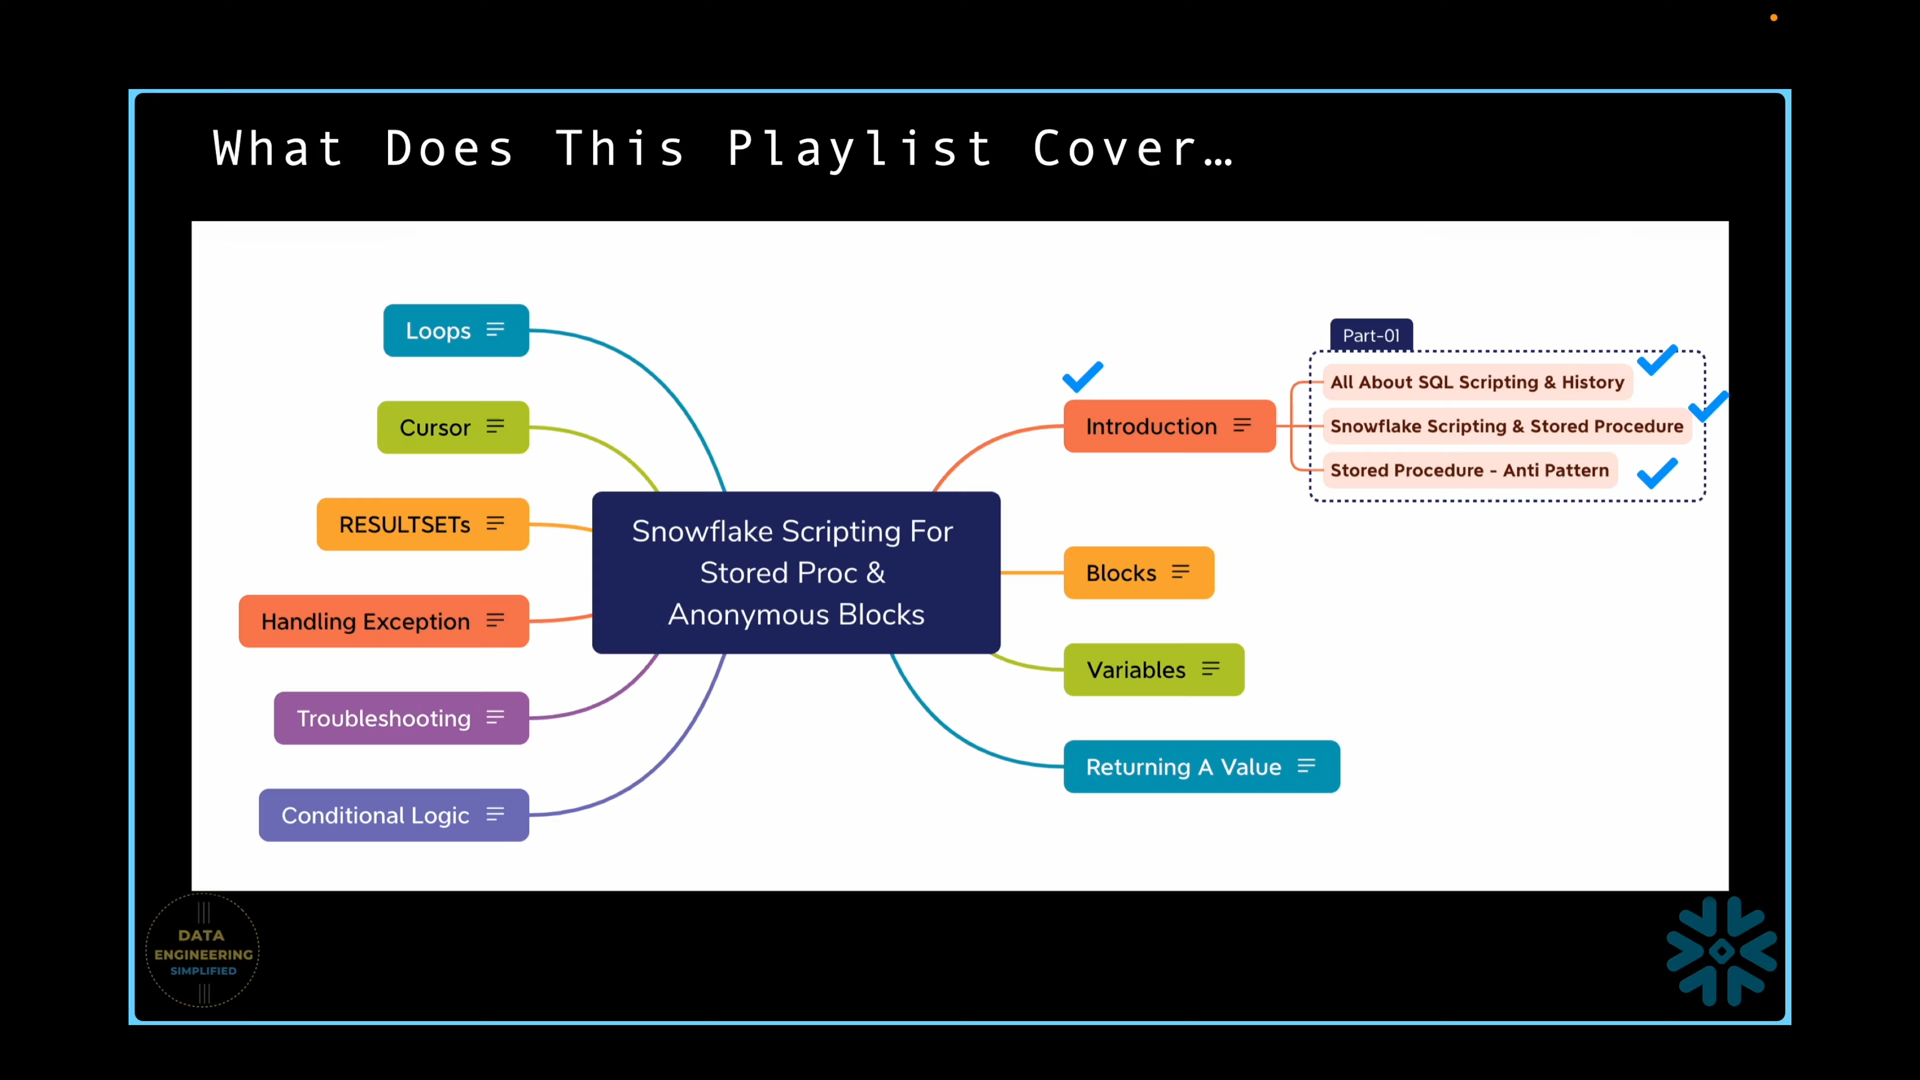 What Does This Playlist Cover…
Loops
Cursor
RESULTSETs
Handling Exception
Troubleshooting
Conditional Logic
Snowflake Scripting For
Stored Proc &
Anonymous Blocks
Introduction
Part-01
All About SQL Scripting & History
Snowflake Scripting & Stored Procedure
Stored Procedure - Anti Pattern
Blocks
Variables
Returning A Value
DATA
ENGINEERING
SIMPLIFIED